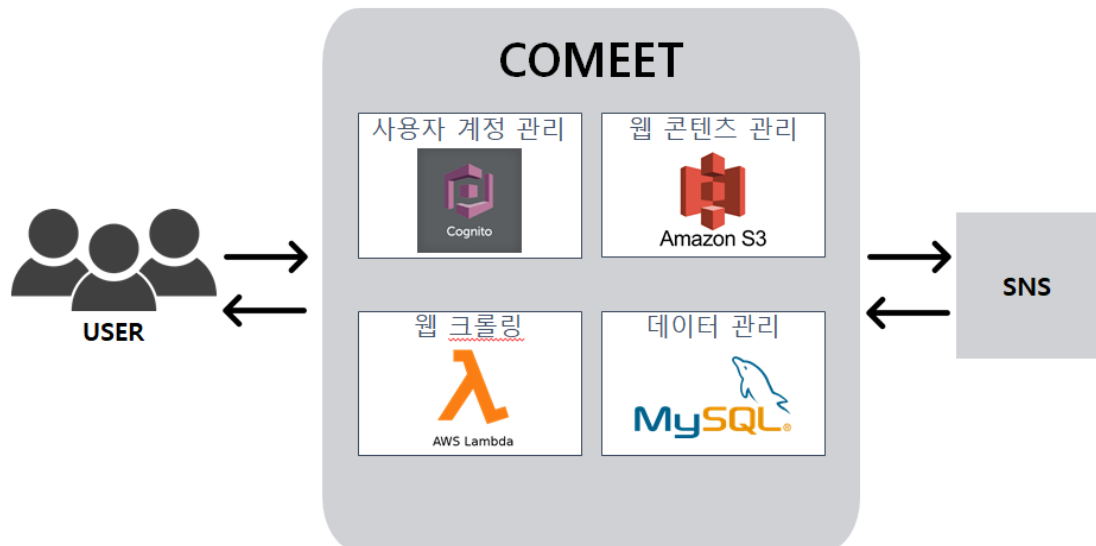 COMEET
사용자 계정 관리
Cognito
웹 콘텐츠 관리
Amazon S3
웹 크롤링
AWS Lambda
데이터 관리
MySQL®
USER
SNS